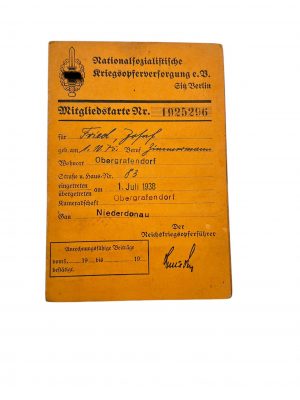 Nationalsozialistische
Kriegsopferversorgung e.V.
Sitz Berlin
Mitgliedskarte Nr. 1925296
für Fried, Josef
geb. am 1.10.75 Beruf Zimmermann
Wohnort Obergrafendorf
Straße u. Haus-Nr. 83
eingetreten
übergetreten am 1. Juli 1938
Kameradschaft Obergrafendorf
Gau Niederdonau
Der
Reichskriegsopferführer
Anrechnungsfähige Beiträge
vom 19 bis 19
bestätigt.